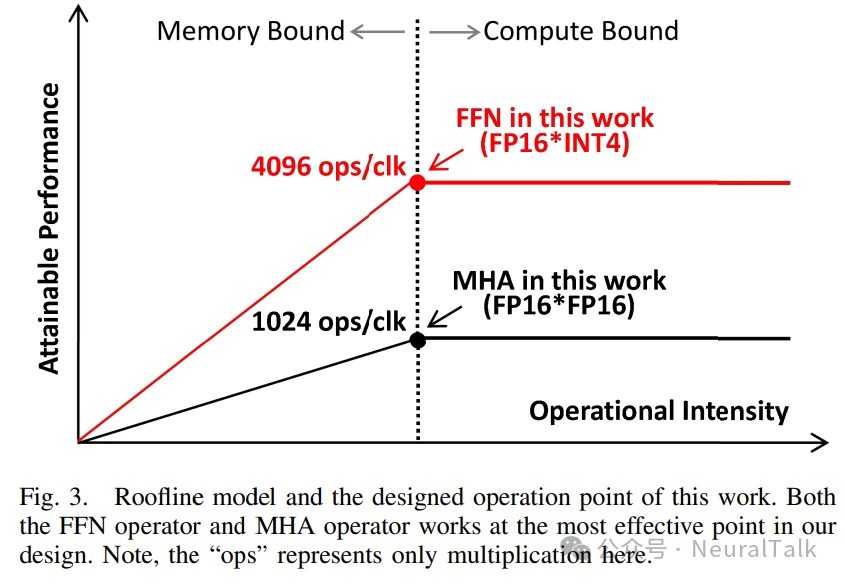 Memory Bound
Compute Bound
FFN in this work
(FP16*INT4)
4096 ops/clk
MHA in this work
(FP16*FP16)
1024 ops/clk
Attainable Performance
Operational Intensity
Fig. 3. Roofline model and the designed operation point of this work. Both
the FFN operator and MHA operator works at the most effective point in our
design. Note, the “ops” represents only multiplication here.
公众号 · NeuralTalk